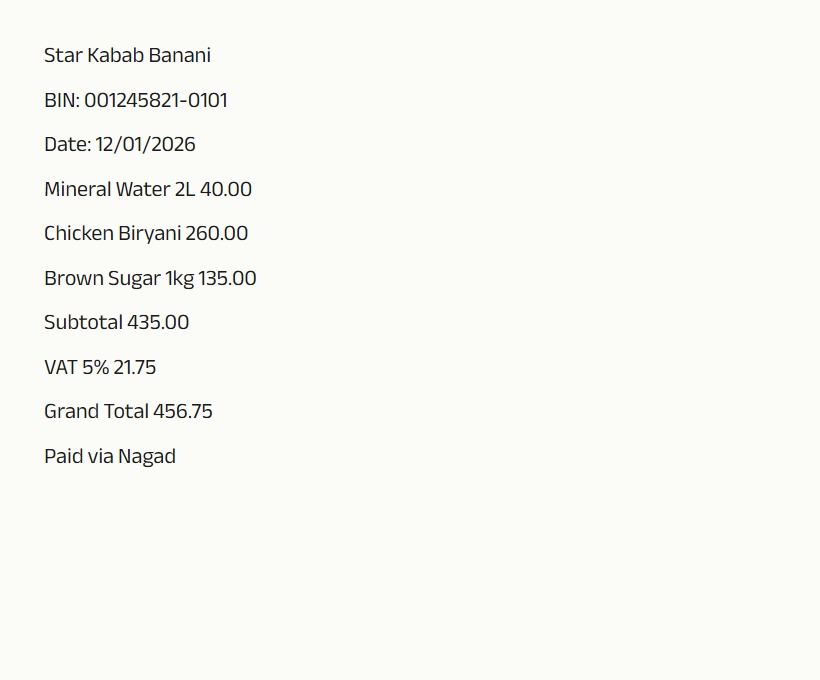 Star Kabab Banani
BIN: 001245821-0101
Date: 12/01/2026
Mineral Water 2L 40.00
Chicken Biryani 260.00
Brown Sugar 1kg 135.00
Subtotal 435.00
VAT 5% 21.75
Grand Total 456.75
Paid via Nagad